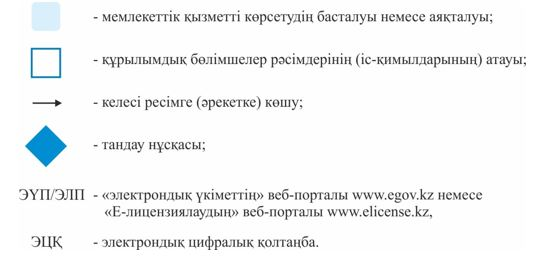 - мемлекеттік қызметті көрсетудің басталуы немесе аяқталуы;
- құрылымдық бөлімшелер рәсімдерінің (іс-қимылдарының) атауы;
- келесі ресімге (әрекетке) көшу;
- тандау нұсқасы;
ЭҮП/ЭЛП - «электрондық үкіметтің» веб-порталы www.egov.kz немесе
«Е-лицензиялаудың» веб-порталы www.elicense.kz,
ЭЦҚ - электрондық цифралық қолтаңба.